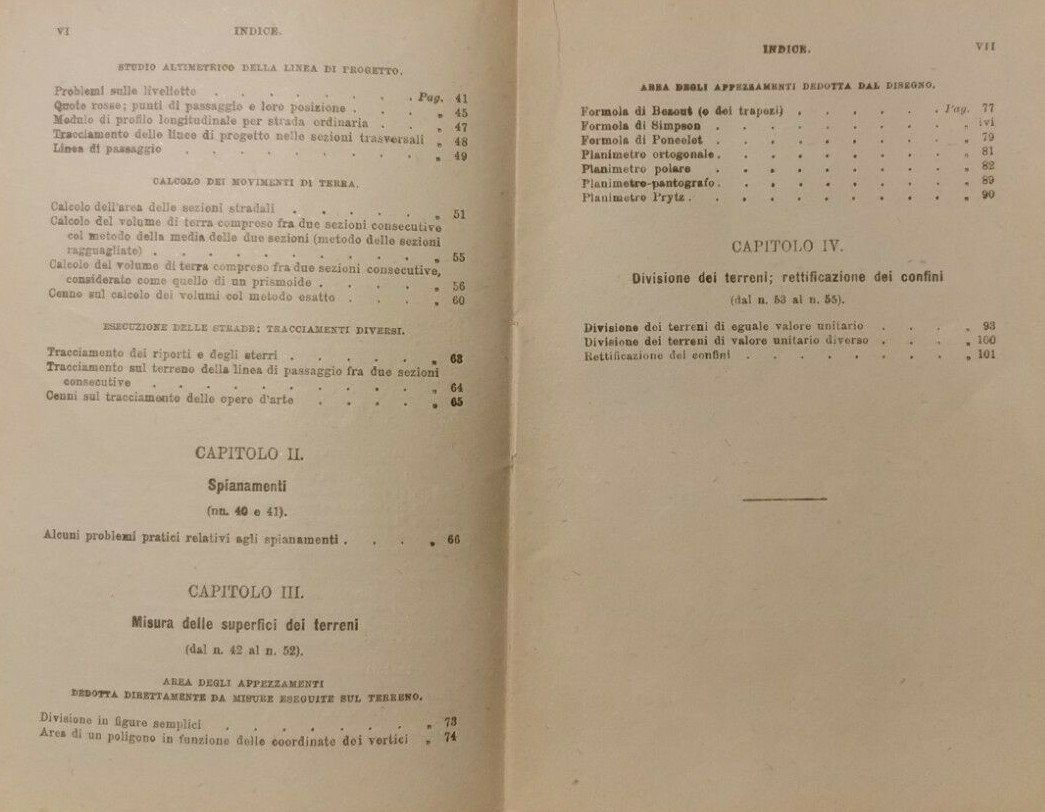 VI INDICE.
STUDIO ALTIMETRICO DELLA LINEA DI PROGETTO.
Problemi sulle livellette . . . . . . . Pag. 41
Quote rosse; punti di passaggio e loro posizione . . . „ 45
Modulo di profilo longitudinale per strada ordinaria . . „ 47
Tracciamento delle linee di progetto nelle sezioni trasversali „ 48
Linea di passaggio . . . . . . . . „ 49
CALCOLO DEI MOVIMENTI DI TERRA.
Calcolo dell'area delle sezioni stradali . . . . . „ 51
Calcolo del volume di terra compreso fra due sezioni consecutive
col metodo della media delle due sezioni (metodo delle sezioni
ragguagliate) . . . . . . . . . . „ 55
Calcolo del volume di terra compreso fra due sezioni consecutive,
considerato come quello di un prismoide . . . . „ 56
Cenno sul calcolo dei volumi col metodo esatto . . . „ 60
ESECUZIONE DELLE STRADE: TRACCIAMENTI DIVERSI.
Tracciamento dei riporti e degli sterri . . . . . „ 63
Tracciamento sul terreno della linea di passaggio fra due sezioni
consecutive . . . . . . . . . . „ 64
Cenni sul tracciamento delle opere d'arte . . . . „ 65
CAPITOLO II.
Spianamenti
(nn. 40 e 41).
Alcuni problemi pratici relativi agli spianamenti . . . „ 66
CAPITOLO III.
Misura delle superfici dei terreni
(dal n. 42 al n. 52).
AREA DEGLI APPEZZAMENTI
DEDOTTA DIRETTAMENTE DA MISURE ESEGUITE SUL TERRENO.
Divisione in figure semplici . . . . . . . „ 73
Area di un poligono in funzione delle coordinate dei vertici „ 74
INDICE. VII
AREA DEGLI APPEZZAMENTI DEDOTTA DAL DISEGNO.
Formola di Bezout (o dei trapezi) . . . . . . Pag. 77
Formola di Simpson . . . . . . . . . „ ivi
Formola di Poncelet . . . . . . . . . „ 79
Planimetro ortogonale . . . . . . . . . „ 81
Planimetro polare . . . . . . . . . „ 82
Planimetro-pantografo . . . . . . . . . „ 89
Planimetro Prytz . . . . . . . . . . „ 90
CAPITOLO IV.
Divisione dei terreni; rettificazione dei confini
(dal n. 53 al n. 55).
Divisione dei terreni di eguale valore unitario . . . „ 93
Divisione dei terreni di valore unitario diverso . . . „ 100
Rettificazione dei confini . . . . . . . . „ 101